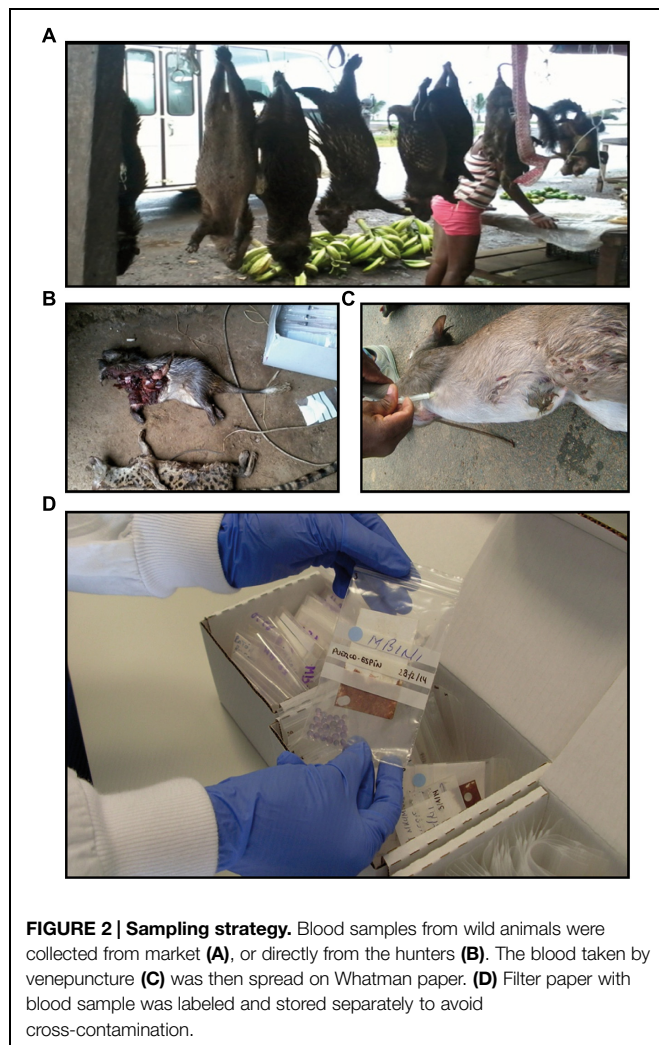 A
B
C
D
MBINI
28/2/14
FIGURE 2 | Sampling strategy. Blood samples from wild animals were
collected from market (A), or directly from the hunters (B). The blood taken by
venepuncture (C) was then spread on Whatman paper. (D) Filter paper with
blood sample was labeled and stored separately to avoid
cross-contamination.